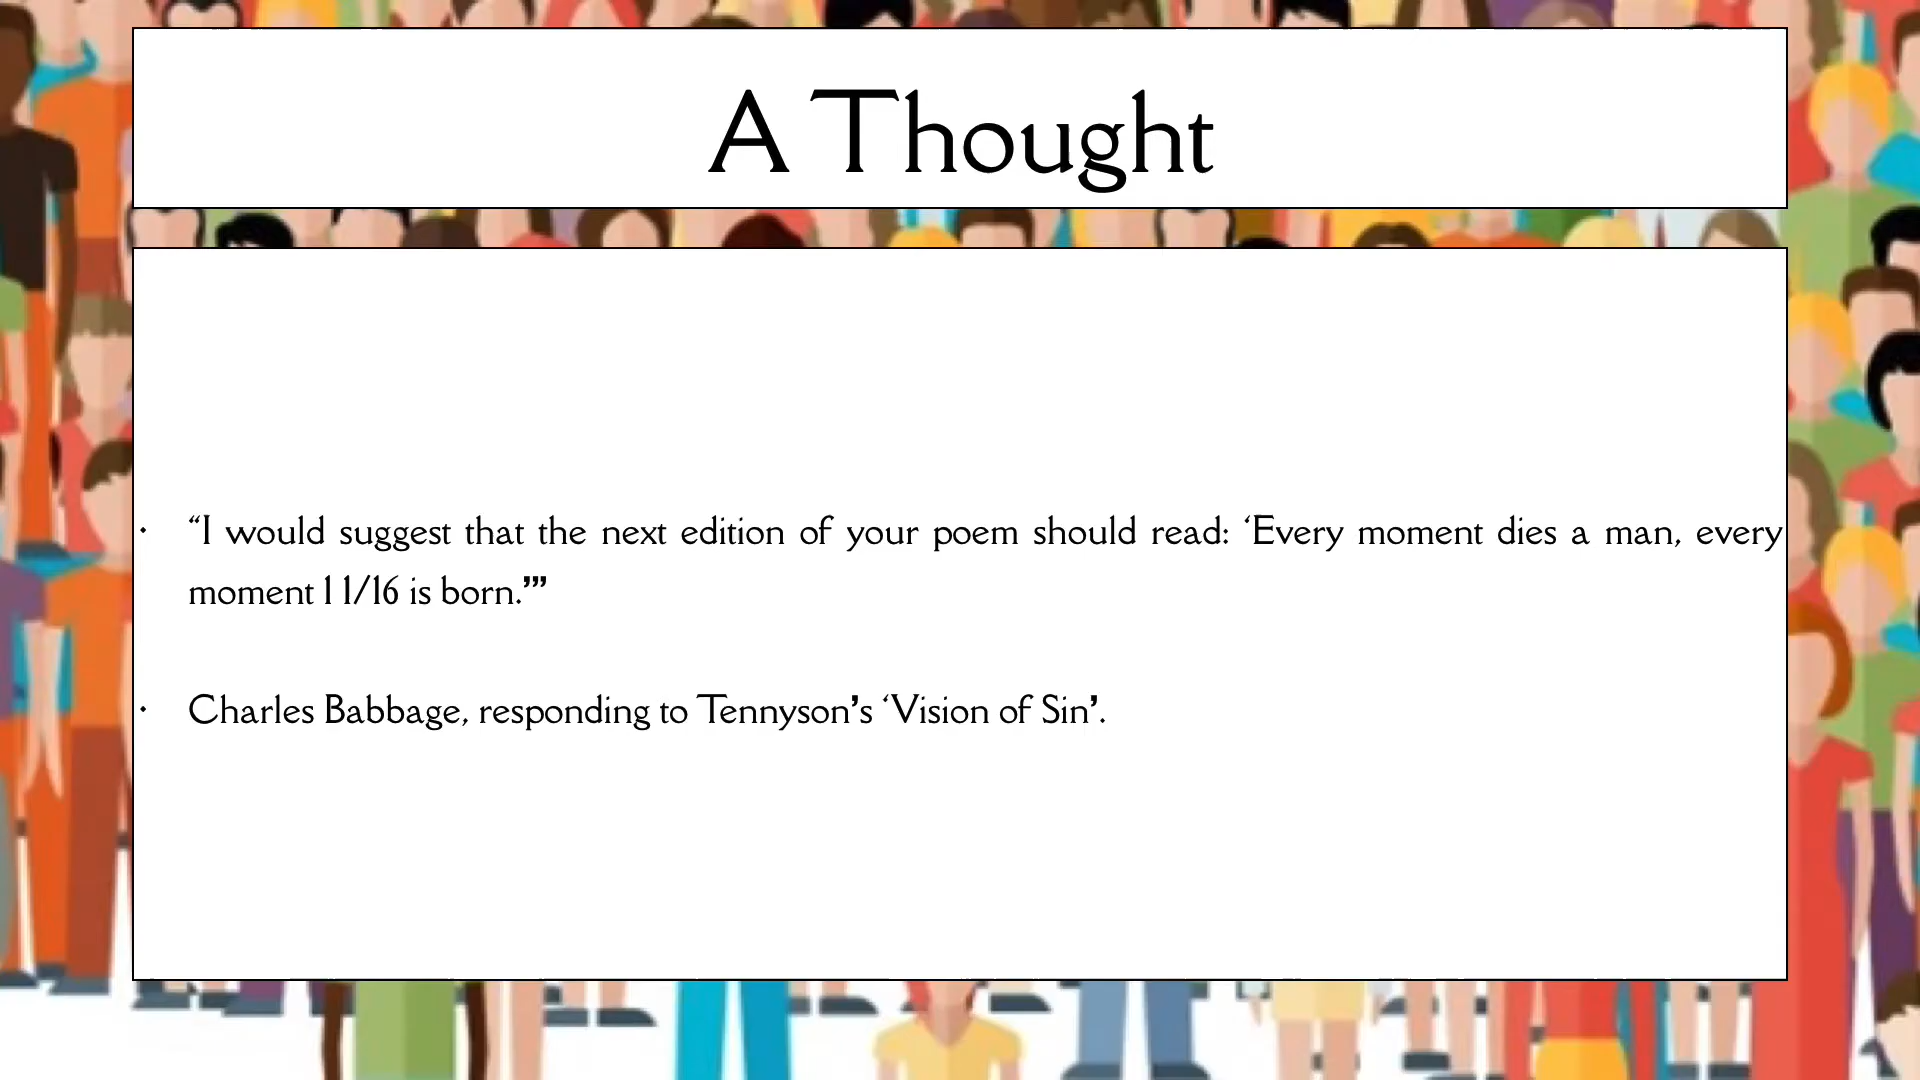 A Thought
• “I would suggest that the next edition of your poem should read: ‘Every moment dies a man, every
moment 1 1/16 is born.’”
• Charles Babbage, responding to Tennyson’s ‘Vision of Sin’.